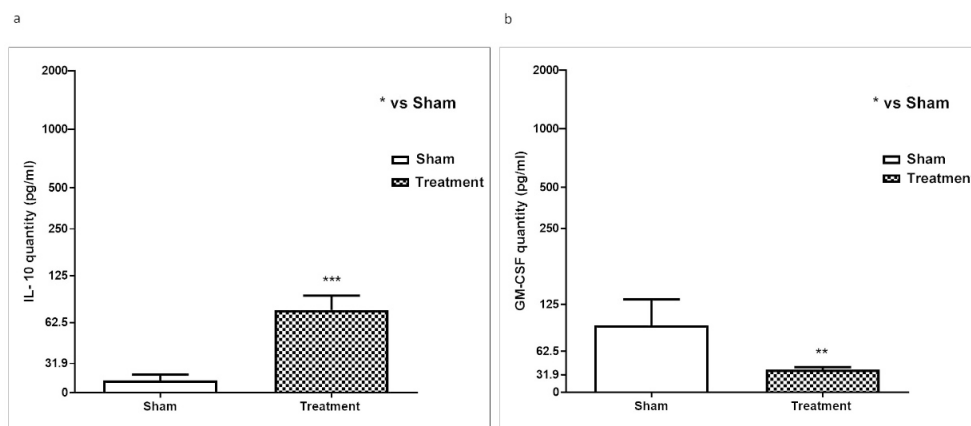 a
2000
1000
500
250
125
62.5
31.9
0
IL- 10 quantity (pg/ml)
* vs Sham
Sham
Treatment
***
Sham
Treatment
b
2000
1000
500
250
125
62.5
31.9
0
GM-CSF quantity (pg/ml)
* vs Sham
Sham
Treatmen
**
Sham
Treatment